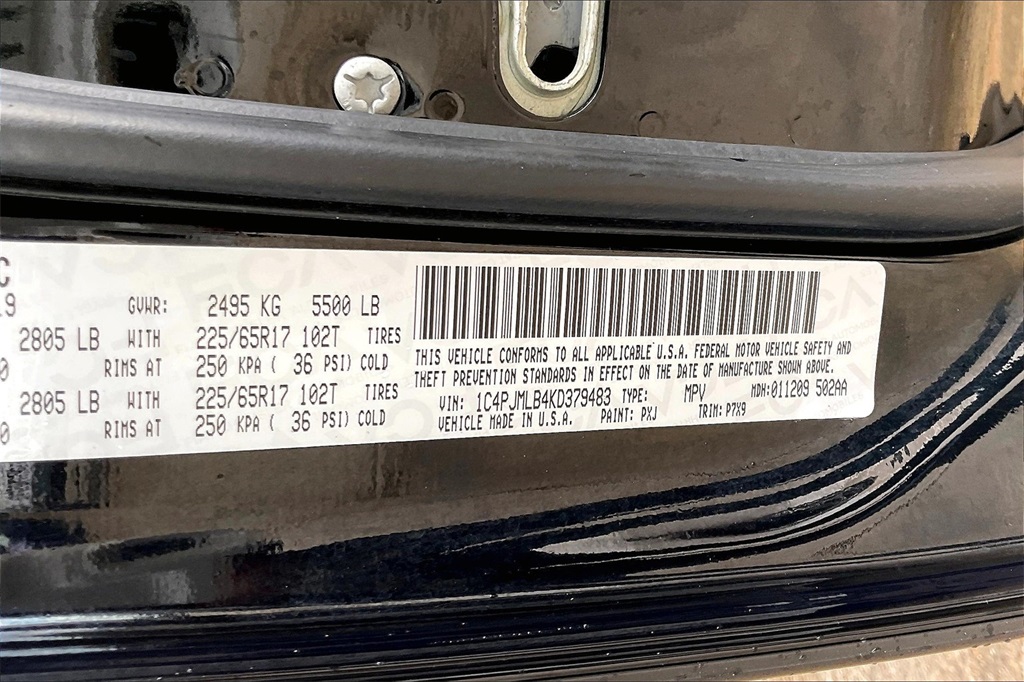 C
19 GVWR: 2495 KG 5500 LB
2805 LB WITH 225/65R17 102T TIRES
0 RIMS AT 250 KPA ( 36 PSI) COLD
2805 LB WITH 225/65R17 102T TIRES
0 RIMS AT 250 KPA ( 36 PSI) COLD
THIS VEHICLE CONFORMS TO ALL APPLICABLE U.S.A. FEDERAL MOTOR VEHICLE SAFETY AND
THEFT PREVENTION STANDARDS IN EFFECT ON THE DATE OF MANUFACTURE SHOWN ABOVE.
VIN: 1C4PJMLB4KD379483 TYPE: MPV MDH: 011209 502AA
VEHICLE MADE IN U.S.A. PAINT: PXJ TRIM: P7X9